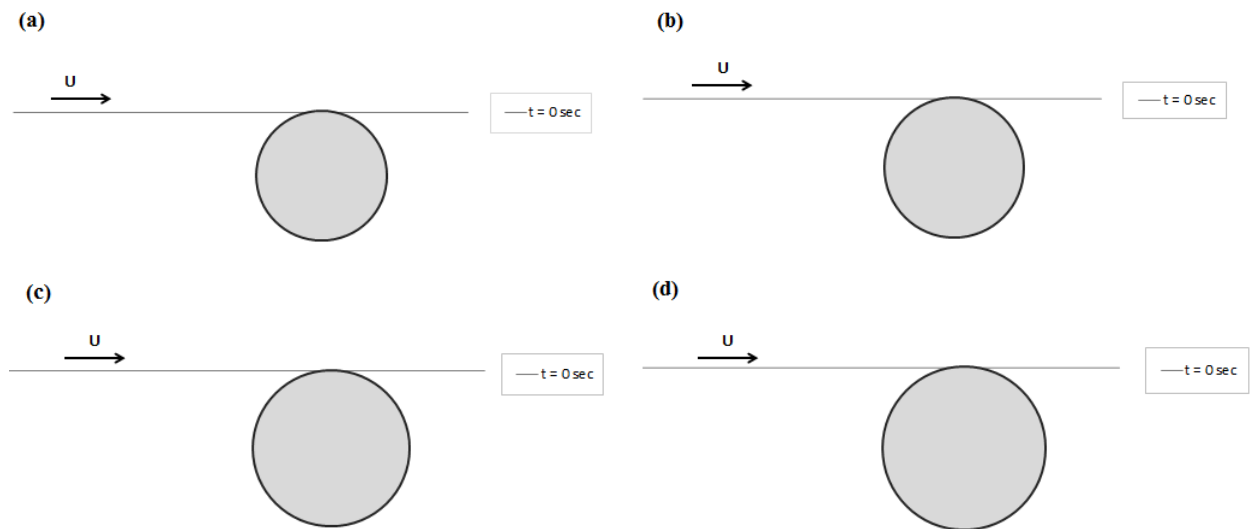 (a)
U
t = 0 sec
(b)
U
t = 0 sec
(c)
U
t = 0 sec
(d)
U
t = 0 sec